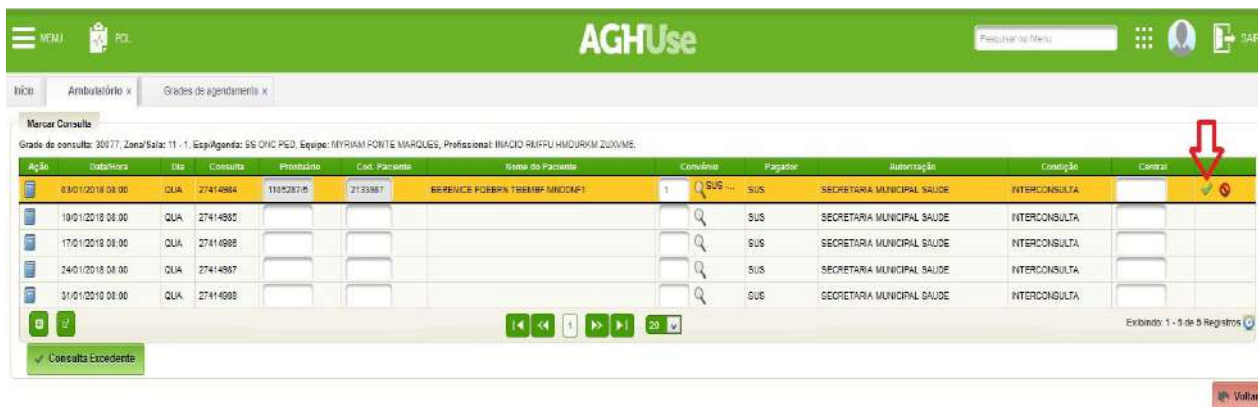 MENU
POL
AGHUse
Pesquisar no Menu
SAIR
Início
Ambulatório x
Grades de agendamento x
Marcar Consulta
Grade de consulta: 30077, Zona/Sala: 11 - 1, Esp/Agenda: SS ONC PED, Equipe: MYRIAM FONTE MARQUES, Profissional: INACIO
Ação Data/Hora Dia Consulta Prontuário Cod. Paciente Nome do Paciente Convênio Pagador Autorização Condição Central
03/01/2018 08:00 QUA 27414984 2133987 BERENICE 1 SUS ... SUS SECRETARIA MUNICIPAL SAUDE INTERCONSULTA
10/01/2018 08:00 QUA 27414985 SUS SECRETARIA MUNICIPAL SAUDE INTERCONSULTA
17/01/2018 08:00 QUA 27414986 SUS SECRETARIA MUNICIPAL SAUDE INTERCONSULTA
24/01/2018 08:00 QUA 27414987 SUS SECRETARIA MUNICIPAL SAUDE INTERCONSULTA
31/01/2018 08:00 QUA 27414988 SUS SECRETARIA MUNICIPAL SAUDE INTERCONSULTA
1 20 Exibindo: 1 - 5 de 5 Registros
Consulta Excedente
Voltar